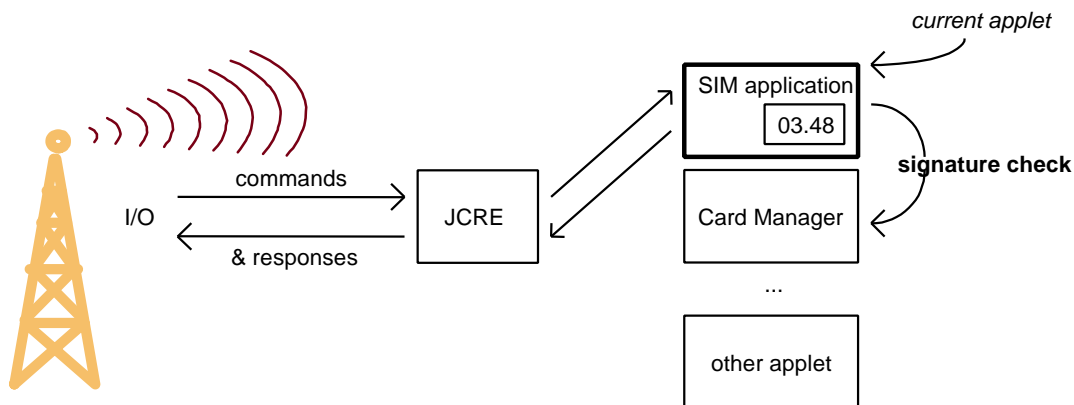 current applet
SIM application
03.48
signature check
commands
I/O
JCRE
Card Manager
& responses
...
other applet